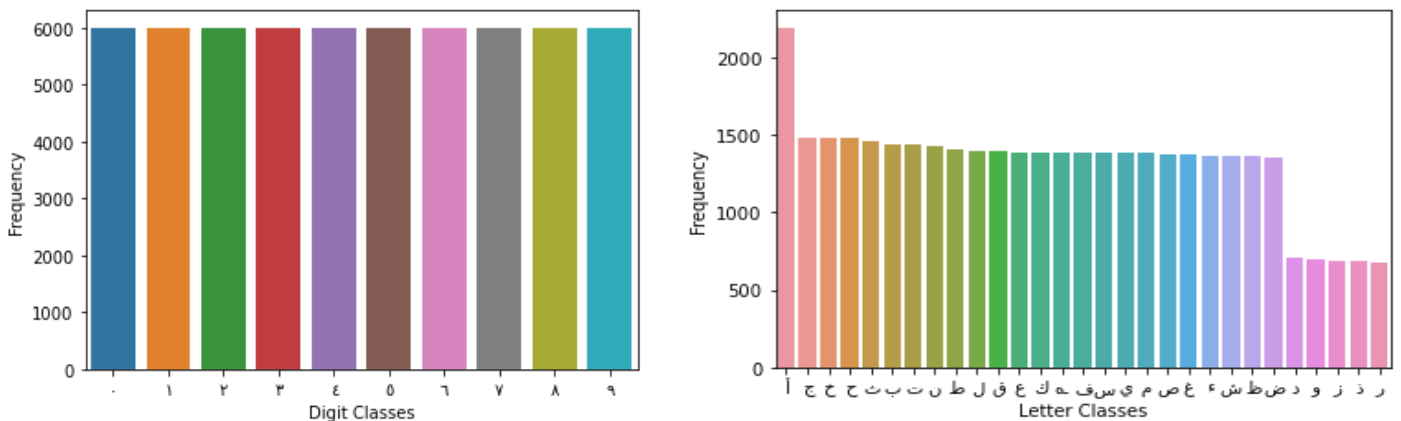 Frequency
6000
5000
4000
3000
2000
1000
0
٠ ١ ٢ ٣ ٤ ٥ ٦ ٧ ٨ ٩
Digit Classes
Frequency
2000
1500
1000
500
0
أ ج خ ح ث ب ت ن ط ل ق ع ك ه ف س ي م ص غ ء ش ظ ض د و ز ذ ر
Letter Classes